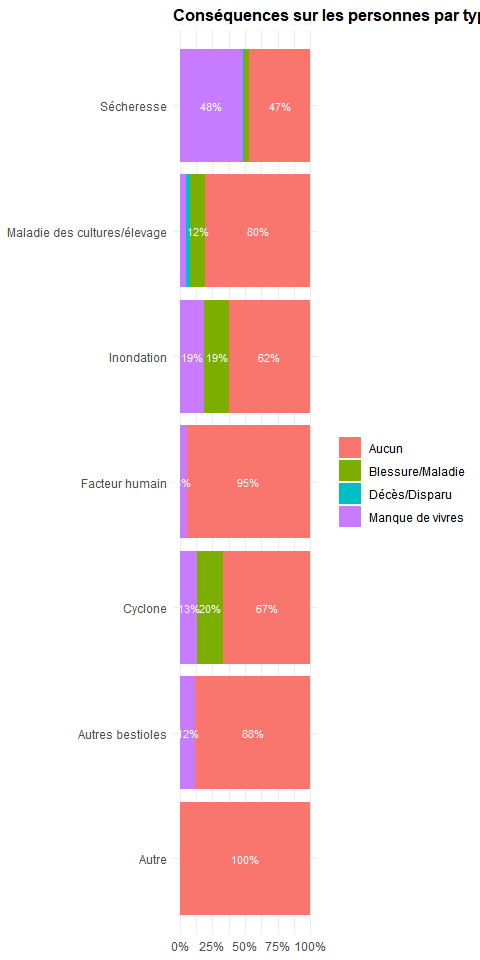 Conséquences sur les personnes par typ
Sécheresse
48%
47%
Maladie des cultures/élevage
12%
80%
Inondation
19%
19%
62%
Facteur humain
95%
Cyclone
13%
20%
67%
Autres bestioles
12%
88%
Autre
100%
Aucun
Blessure/Maladie
Décès/Disparu
Manque de vivres
0%
25%
50%
75%
100%